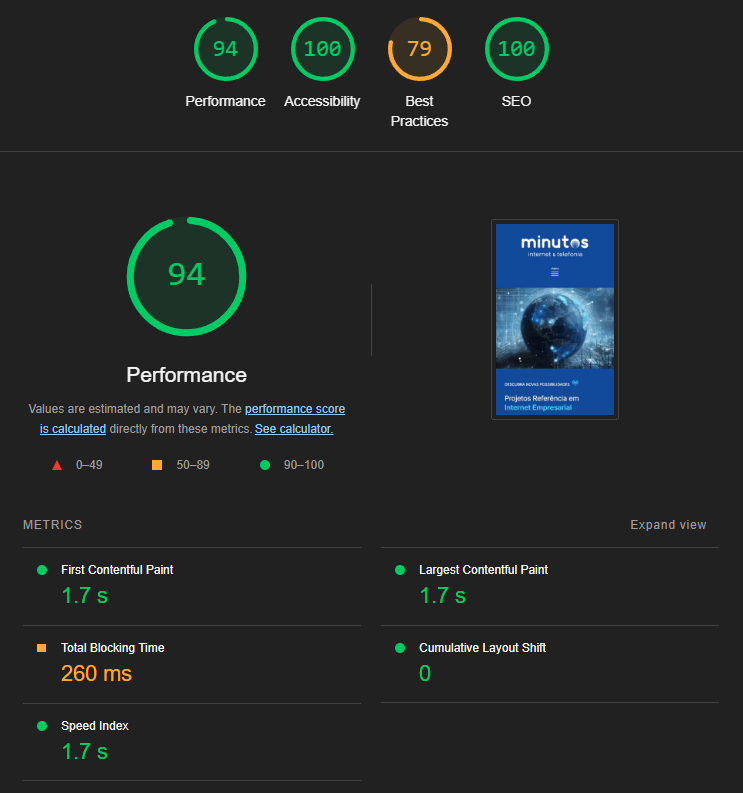 94
100
79
100
Performance
Accessibility
Best
Practices
SEO
94
Performance
Values are estimated and may vary. The performance score
is calculated directly from these metrics. See calculator.
0–49
50–89
90–100
minutos
internet & telefonia
DESCUBRA NOVAS POSSIBILIDADES
Projetos Referência em
Internet Empresarial
METRICS
Expand view
First Contentful Paint
1.7 s
Largest Contentful Paint
1.7 s
Total Blocking Time
260 ms
Cumulative Layout Shift
0
Speed Index
1.7 s